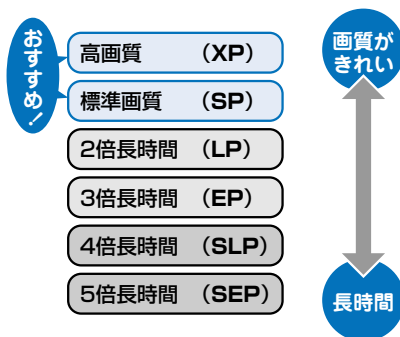 おすすめ!
高画質 (XP)
標準画質 (SP)
2倍長時間 (LP)
3倍長時間 (EP)
4倍長時間 (SLP)
5倍長時間 (SEP)
画質が
きれい
長時間